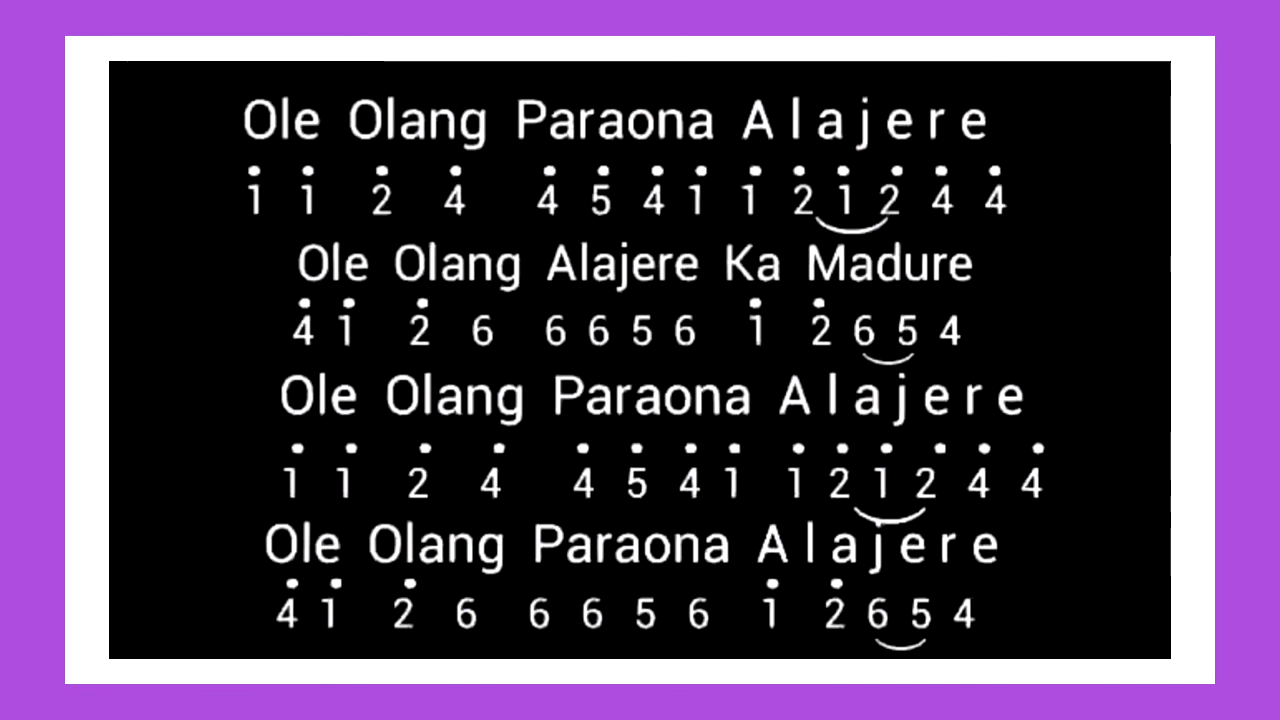 Ole Olang Paraona A l a j e r e
1̇ 1̇ 2̇ 4̇ 4̇ 5̇ 4̇ 1̇ 1̇ 2̇ 1̇ 2̇ 4̇ 4̇
Ole Olang Alajere Ka Madure
4̇ 1̇ 2̇ 6 6 6 5 6 1̇ 2̇ 6 5 4
Ole Olang Paraona A l a j e r e
1̇ 1̇ 2̇ 4̇ 4̇ 5̇ 4̇ 1̇ 1̇ 2̇ 1̇ 2̇ 4̇ 4̇
Ole Olang Paraona A l a j e r e
4̇ 1̇ 2̇ 6 6 6 5 6 1̇ 2̇ 6 5 4